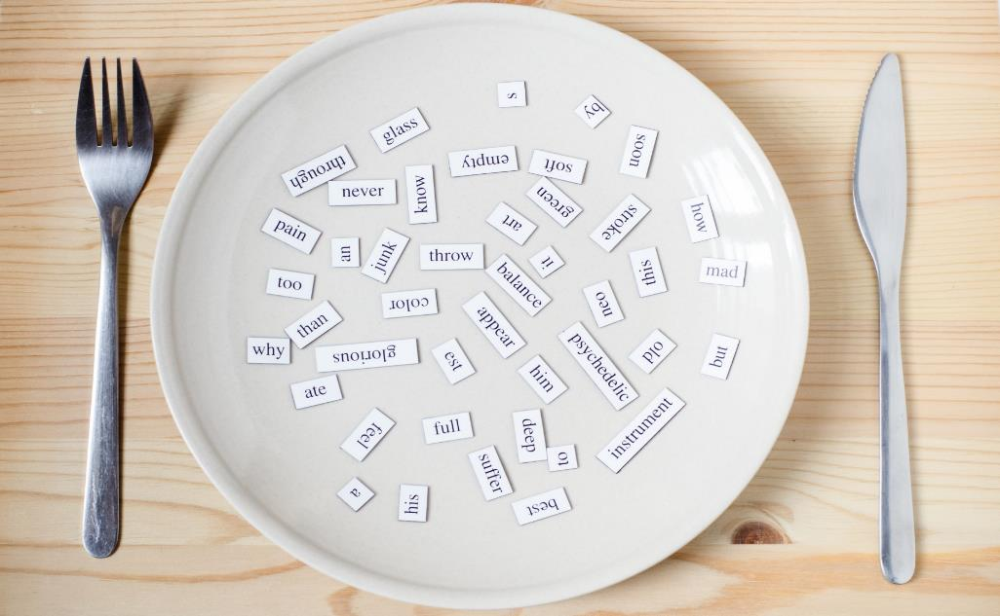 s
by
glass
soon
empty
soft
through
never
know
green
how
stroke
art
pain
an
junk
throw
it
this
mad
balance
too
color
neo
than
appear
why
glorious
est
psychedelic
old
but
him
ate
feel
full
deep
instrument
to
suffer
a
his
best